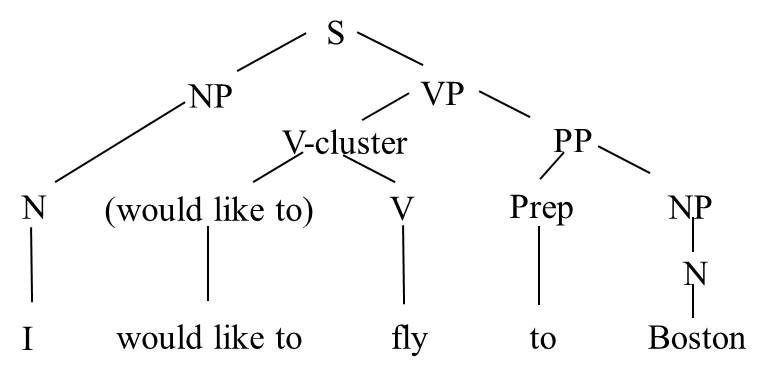 S
NP VP
V-cluster PP
N (would like to) V Prep NP
N
I would like to fly to Boston